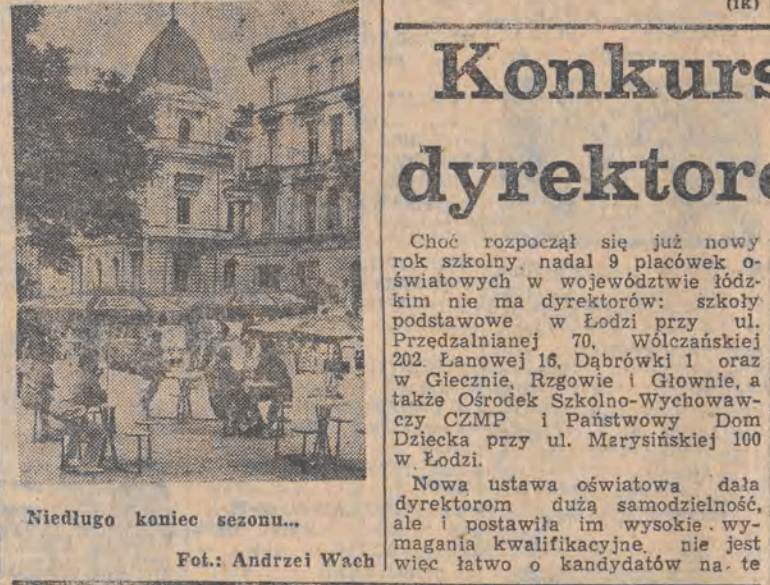 (ik)
Niedługo koniec sezonu...
Fot.: Andrzej Wach
Konkurs
dyrektor
Choć rozpoczął się już nowy
rok szkolny, nadal 9 placówek o-
światowych w województwie łódz-
kim nie ma dyrektorów: szkoły
podstawowe w Łodzi przy ul.
Przędzalnianej 70, Wólczańskiej
202. Łanowej 16, Dąbrówki 1 oraz
w Giecznie, Rzgowie i Głownie, a
także Ośrodek Szkolno-Wychowaw-
czy CZMP i Państwowy Dom
Dziecka przy ul. Marysińskiej 100
w Łodzi.
Nowa ustawa oświatowa dała
dyrektorom dużą samodzielność,
ale i postawiła im wysokie wy-
magania kwalifikacyjne, nie jest
więc łatwo o kandydatów na te